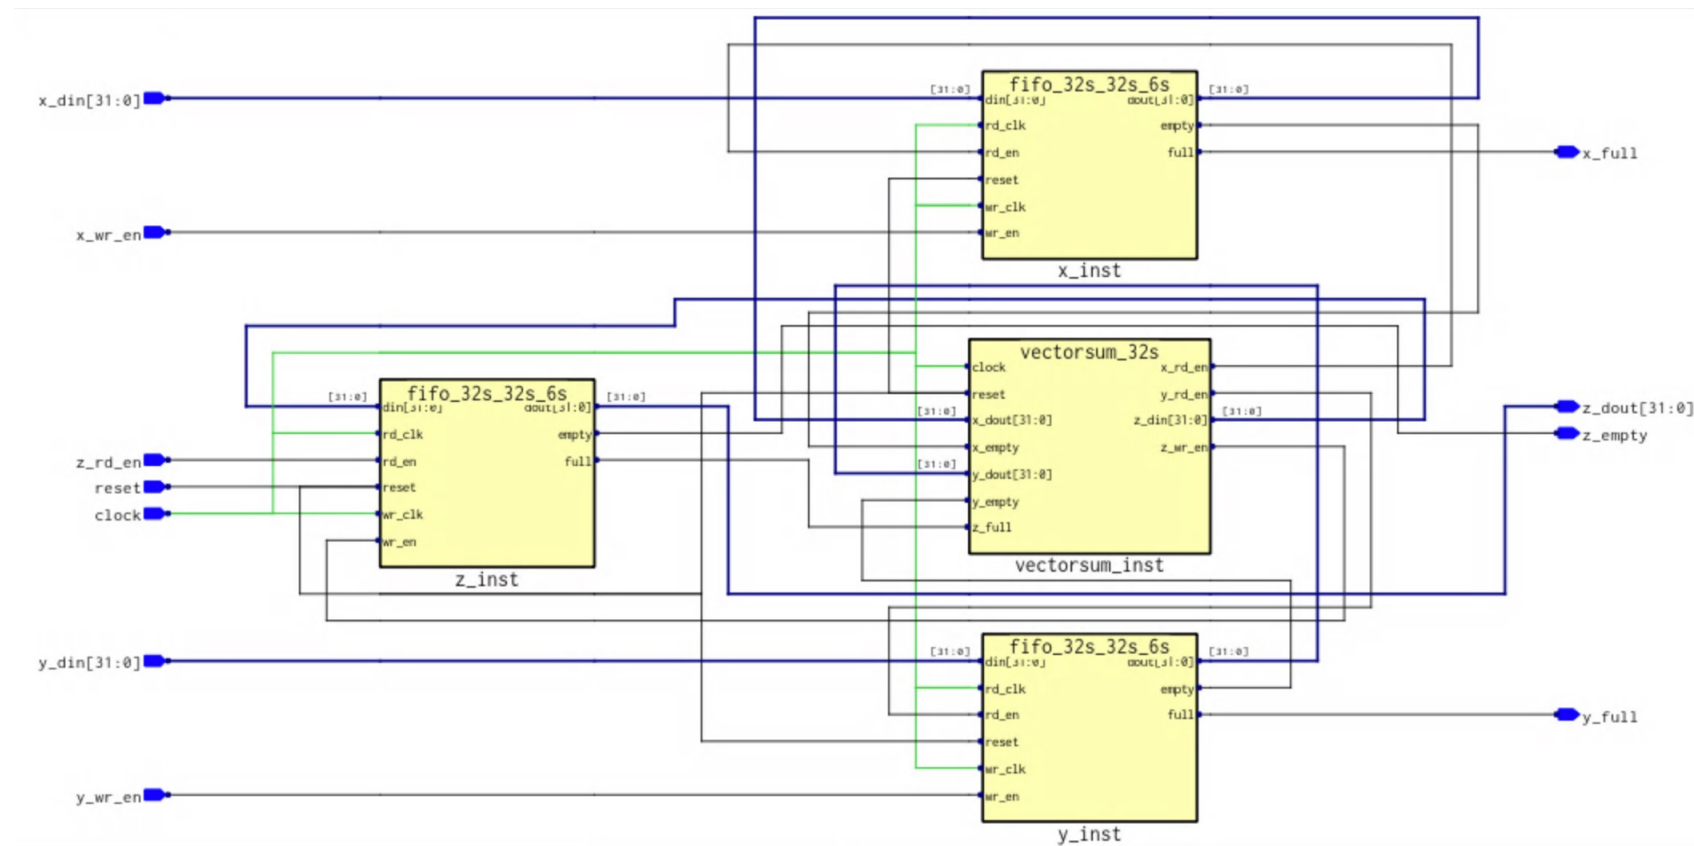 x_din[31:0]
x_wr_en
fifo_32s_32s_6s
[31:0] din[31:0] dout[31:0] [31:0]
rd_clk empty
rd_en full x_full
reset
wr_clk
wr_en
x_inst
vectorsum_32s
clock x_rd_en
reset y_rd_en
[31:0] x_dout[31:0] z_din[31:0] [31:0]
x_empty z_wr_en
[31:0] y_dout[31:0]
y_empty
z_full
vectorsum_inst
fifo_32s_32s_6s
[31:0] din[31:0] dout[31:0] [31:0]
rd_clk empty
z_rd_en rd_en full
reset reset
clock wr_clk
wr_en
z_inst
z_dout[31:0]
z_empty
fifo_32s_32s_6s
y_din[31:0] [31:0] din[31:0] dout[31:0] [31:0]
rd_clk empty
rd_en full y_full
reset
wr_clk
y_wr_en wr_en
y_inst